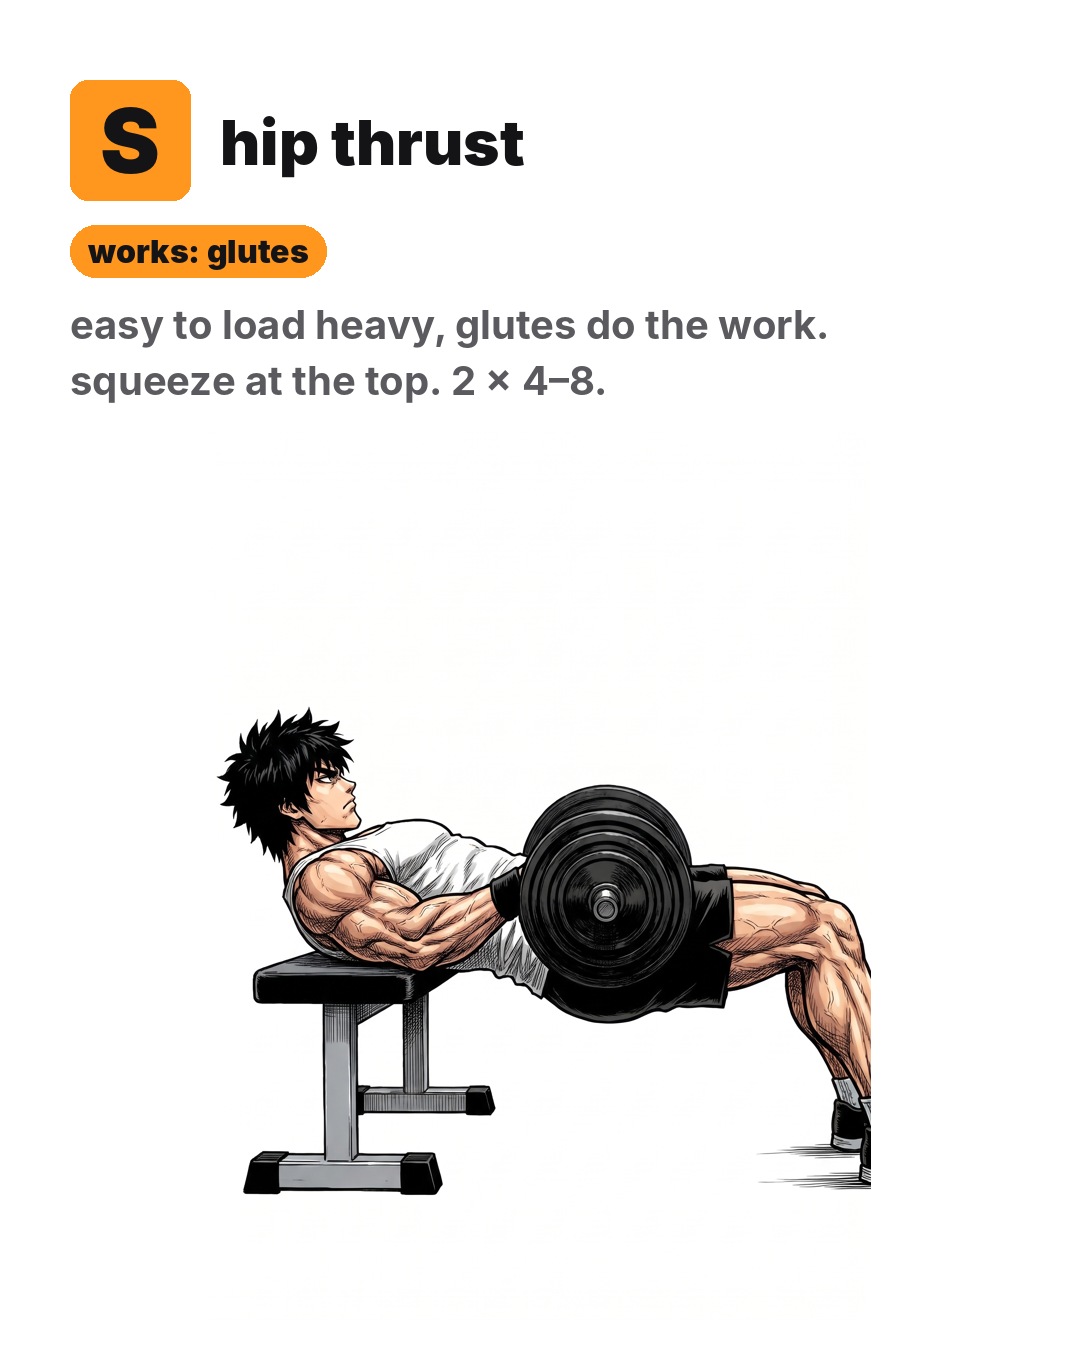 S hip thrust
works: glutes
easy to load heavy, glutes do the work.
squeeze at the top. 2 × 4–8.